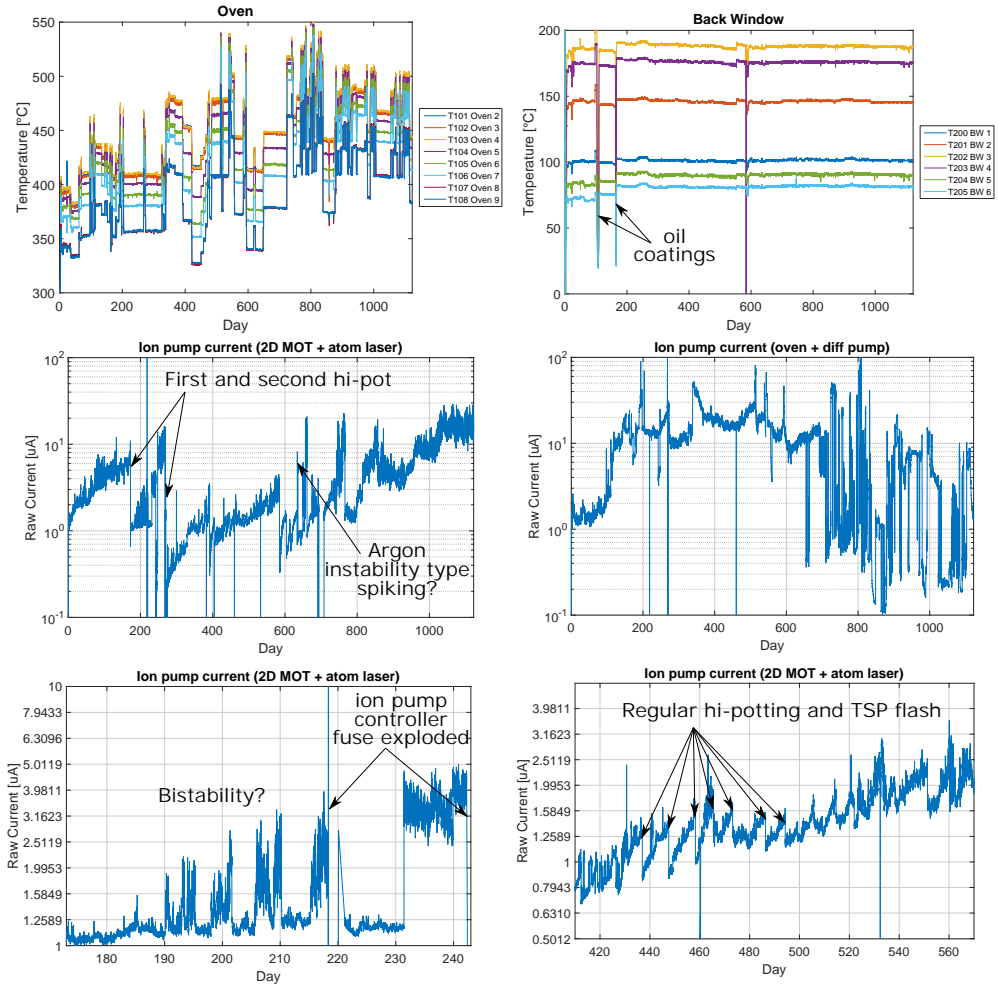 Oven
Temperature [°C]
550
500
450
400
350
300
0
200
400
600
800
1000
Day
T101 Oven 2
T102 Oven 3
T103 Oven 4
T104 Oven 5
T105 Oven 6
T106 Oven 7
T107 Oven 8
T108 Oven 9
Back Window
Temperature [°C]
200
150
100
50
0
0
200
400
600
800
1000
Day
oil
coatings
T200 BW 1
T201 BW 2
T202 BW 3
T203 BW 4
T204 BW 5
T205 BW 6
Ion pump current (2D MOT + atom laser)
Raw Current [uA]
10²
10¹
10⁰
10⁻¹
0
200
400
600
800
1000
Day
First and second hi-pot
Argon
instability type
spiking?
Ion pump current (oven + diff pump)
Raw Current [uA]
10²
10¹
10⁰
10⁻¹
0
200
400
600
800
1000
Day
Ion pump current (2D MOT + atom laser)
Raw Current [uA]
10
7.9433
6.3096
5.0119
3.9811
3.1623
2.5119
1.9953
1.5849
1.2589
1
180
190
200
210
220
230
240
Day
Bistability?
ion pump
controller
fuse exploded
Ion pump current (2D MOT + atom laser)
Raw Current [uA]
3.9811
3.1623
2.5119
1.9953
1.5849
1.2589
1
0.7943
0.6310
0.5012
420
440
460
480
500
520
540
560
Day
Regular hi-potting and TSP flash